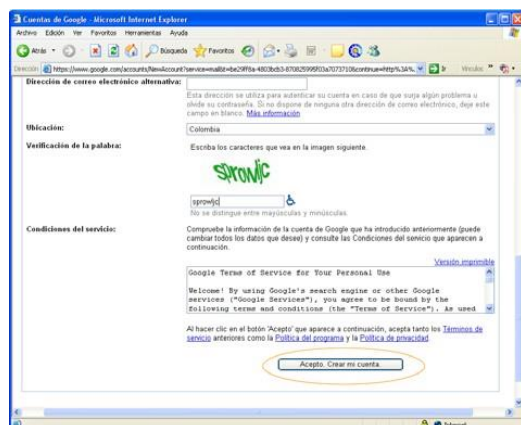 Cuentas de Google - Microsoft Internet Explorer
Archivo Edición Ver Favoritos Herramientas Ayuda
Atrás Búsqueda Favoritos
Dirección https://www.google.com/accounts/NewAccount? Ir Vínculos
Dirección de correo electrónico alternativa:
Esta dirección se utiliza para autenticar su cuenta en caso de que surja algún problema u
olvide su contraseña. Si no dispone de ninguna otra dirección de correo electrónico, deje este
campo en blanco. Más información
Ubicación: Colombia
Verificación de la palabra: Escriba los caracteres que vea en la imagen siguiente.
sprowljc
sprowljc
No se distingue entre mayúsculas y minúsculas.
Condiciones del servicio: Compruebe la información de la cuenta de Google que ha introducido anteriormente (puede
cambiar todos los datos que desee) y consulte las Condiciones del servicio que aparecen a
continuación.
Versión imprimible
Google Terms of Service for Your Personal Use
Welcome! By using Google's search engine or other Google
services ("Google Services"), you agree to be bound by the
following terms and conditions (the "Terms of Service"). As used
Al hacer clic en el botón 'Acepto' que aparece a continuación, acepta tanto los Términos de
servicio anteriores como la Política del programa y la Política de privacidad.
Acepto. Crear mi cuenta.
Internet